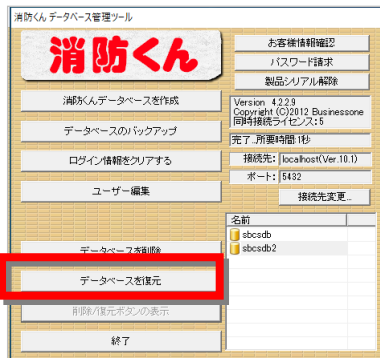 消防くん データベース管理ツール
消防くん
お客様情報確認
パスワード請求
製品シリアル解除
消防くんデータベースを作成
データベースのバックアップ
ログイン情報をクリアする
ユーザー編集
Version 4.2.2.9
Copyright (C)2012 Businessone
同時接続ライセンス:5
完了..所要時間:1秒
接続先: localhost(Ver.10.1)
ポート: 5432
接続先変更...
名前
sbcsdb
sbcsdb2
データベースを削除
データベースを復元
削除/復元ボタンの表示
終了